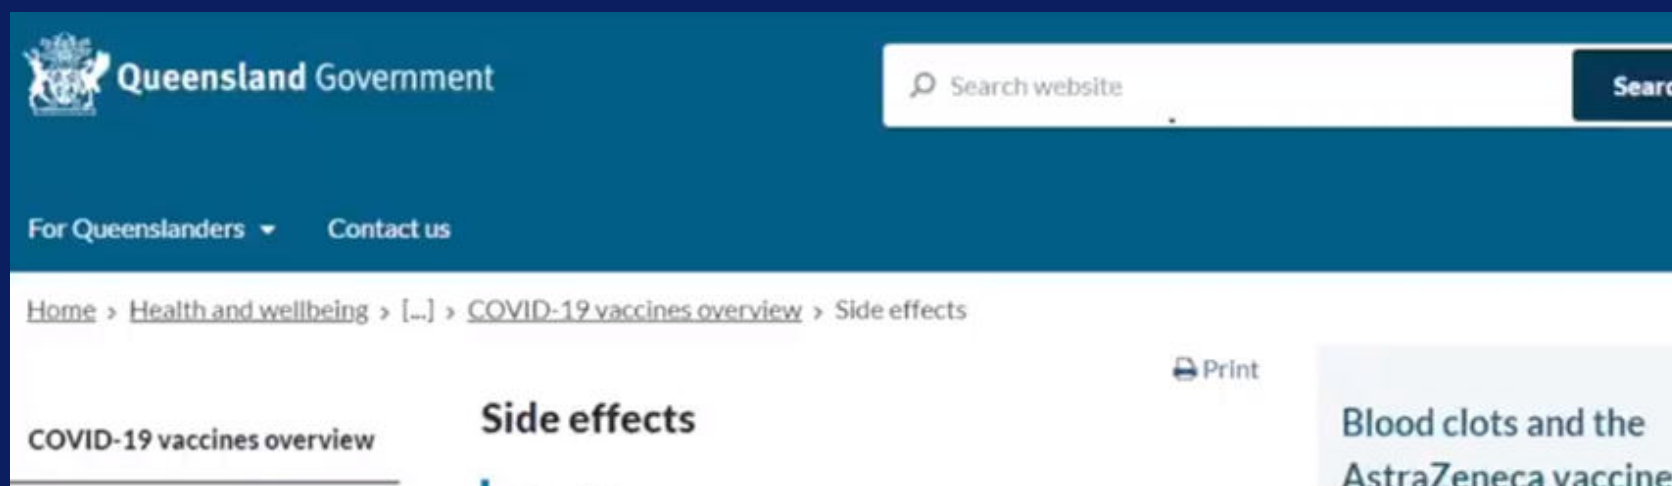 Queensland Government
Search website
For Queenslanders
Contact us
Home > Health and wellbeing > [...] > COVID-19 vaccines overview > Side effects
Print
COVID-19 vaccines overview
Side effects
Blood clots and the
AstraZeneca vaccine